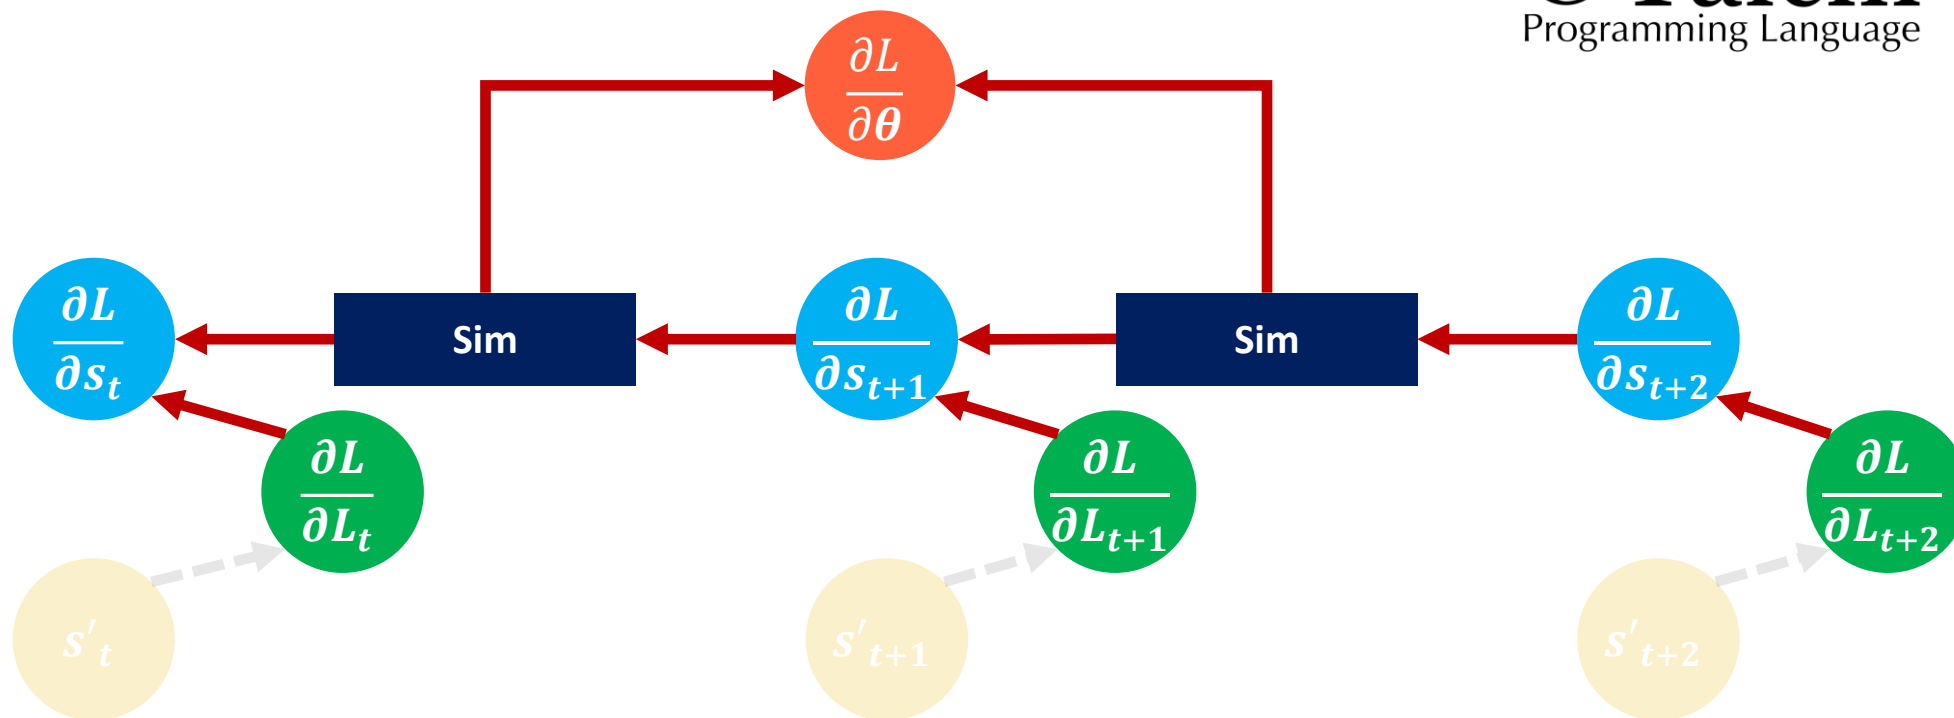 Programming Language
∂L
∂θ
∂L
∂s_t
Sim
∂L
∂s_{t+1}
Sim
∂L
∂s_{t+2}
∂L
∂L_t
∂L
∂L_{t+1}
∂L
∂L_{t+2}
s'_t
s'_{t+1}
s'_{t+2}